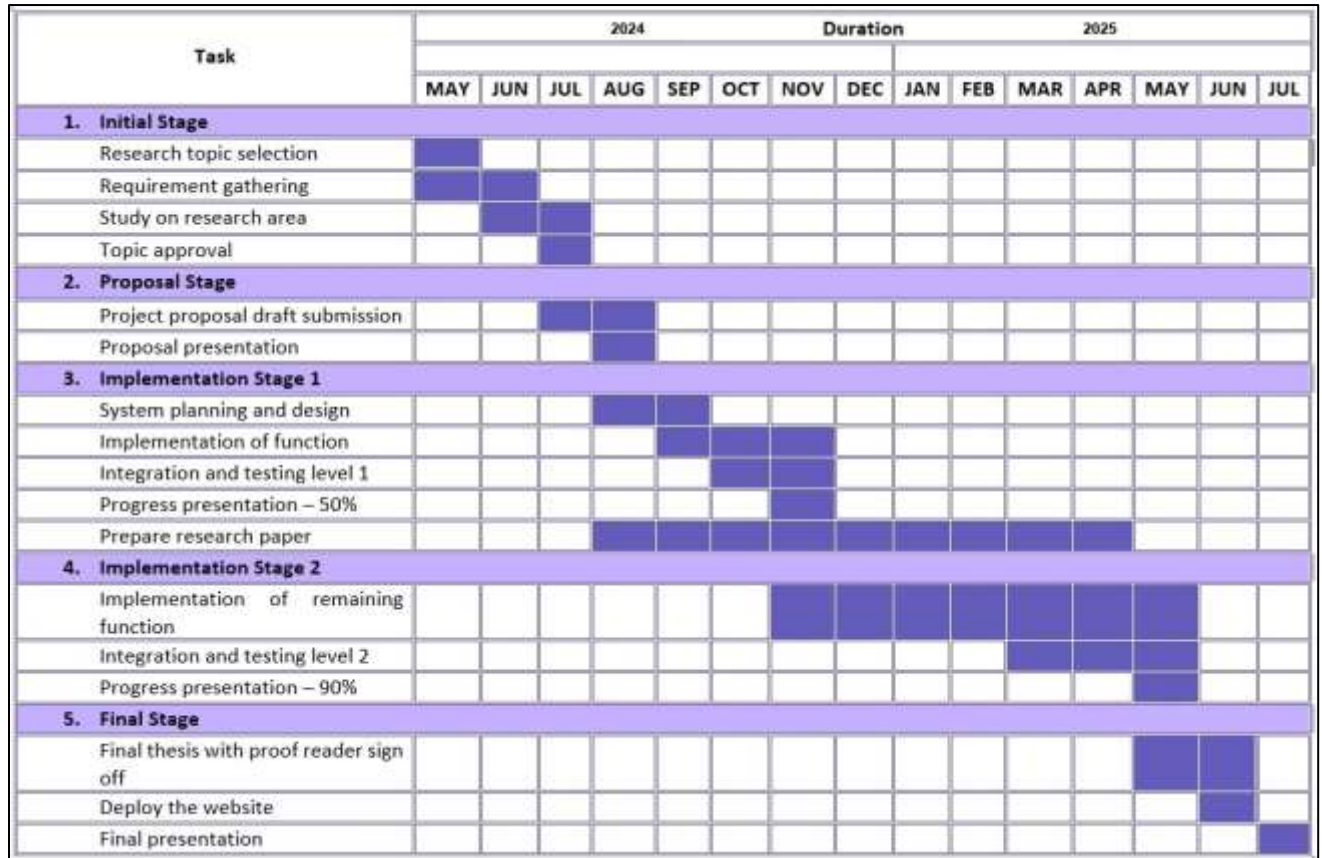 2024 Duration 2025
Task
MAY JUN JUL AUG SEP OCT NOV DEC JAN FEB MAR APR MAY JUN JUL
1. Initial Stage
Research topic selection
Requirement gathering
Study on research area
Topic approval
2. Proposal Stage
Project proposal draft submission
Proposal presentation
3. Implementation Stage 1
System planning and design
Implementation of function
Integration and testing level 1
Progress presentation – 50%
Prepare research paper
4. Implementation Stage 2
Implementation of remaining
function
Integration and testing level 2
Progress presentation – 90%
5. Final Stage
Final thesis with proof reader sign
off
Deploy the website
Final presentation